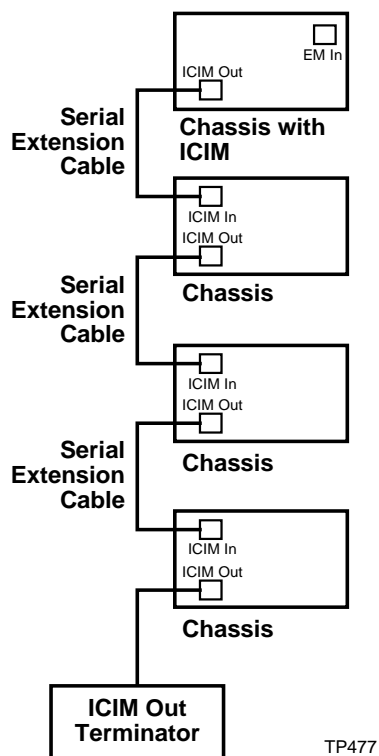 EM In
ICIM Out
Chassis with
ICIM
Serial
Extension
Cable
ICIM In
ICIM Out
Chassis
Serial
Extension
Cable
ICIM In
ICIM Out
Chassis
Serial
Extension
Cable
ICIM In
ICIM Out
Chassis
ICIM Out
Terminator
TP477